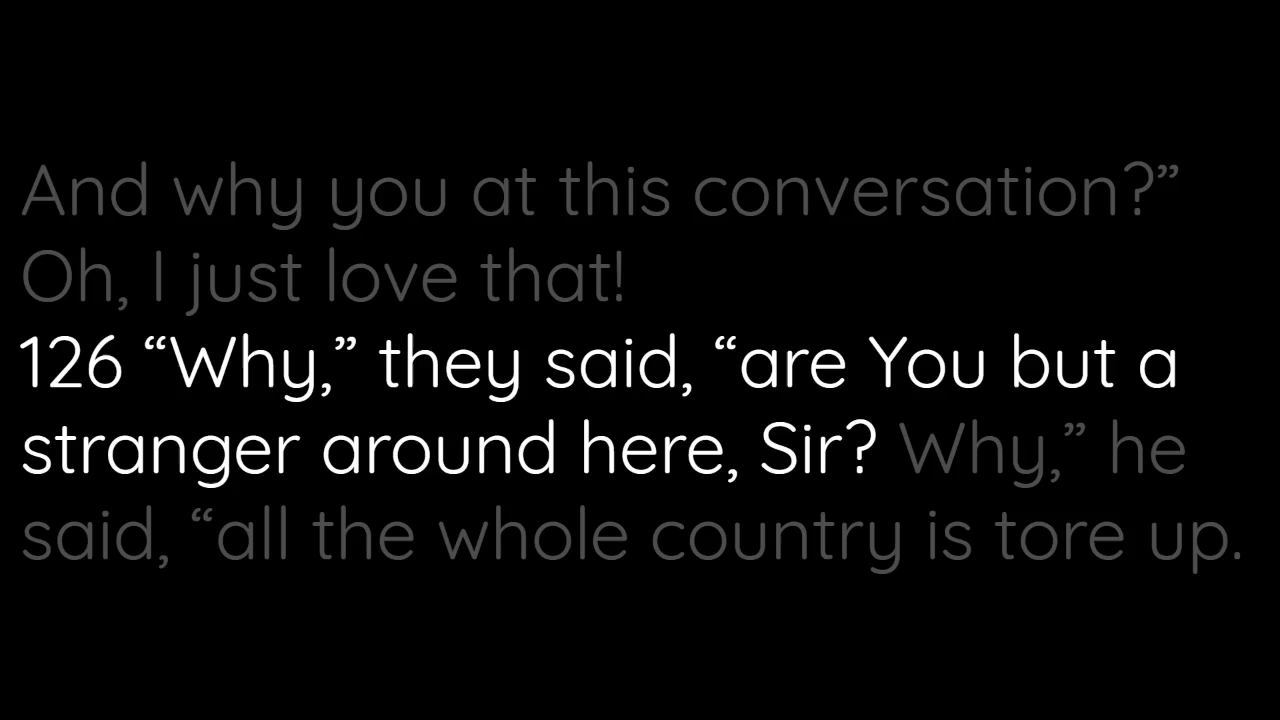 And why you at this conversation?”
Oh, I just love that!
126 “Why,” they said, “are You but a
stranger around here, Sir? Why,” he
said, “all the whole country is tore up.